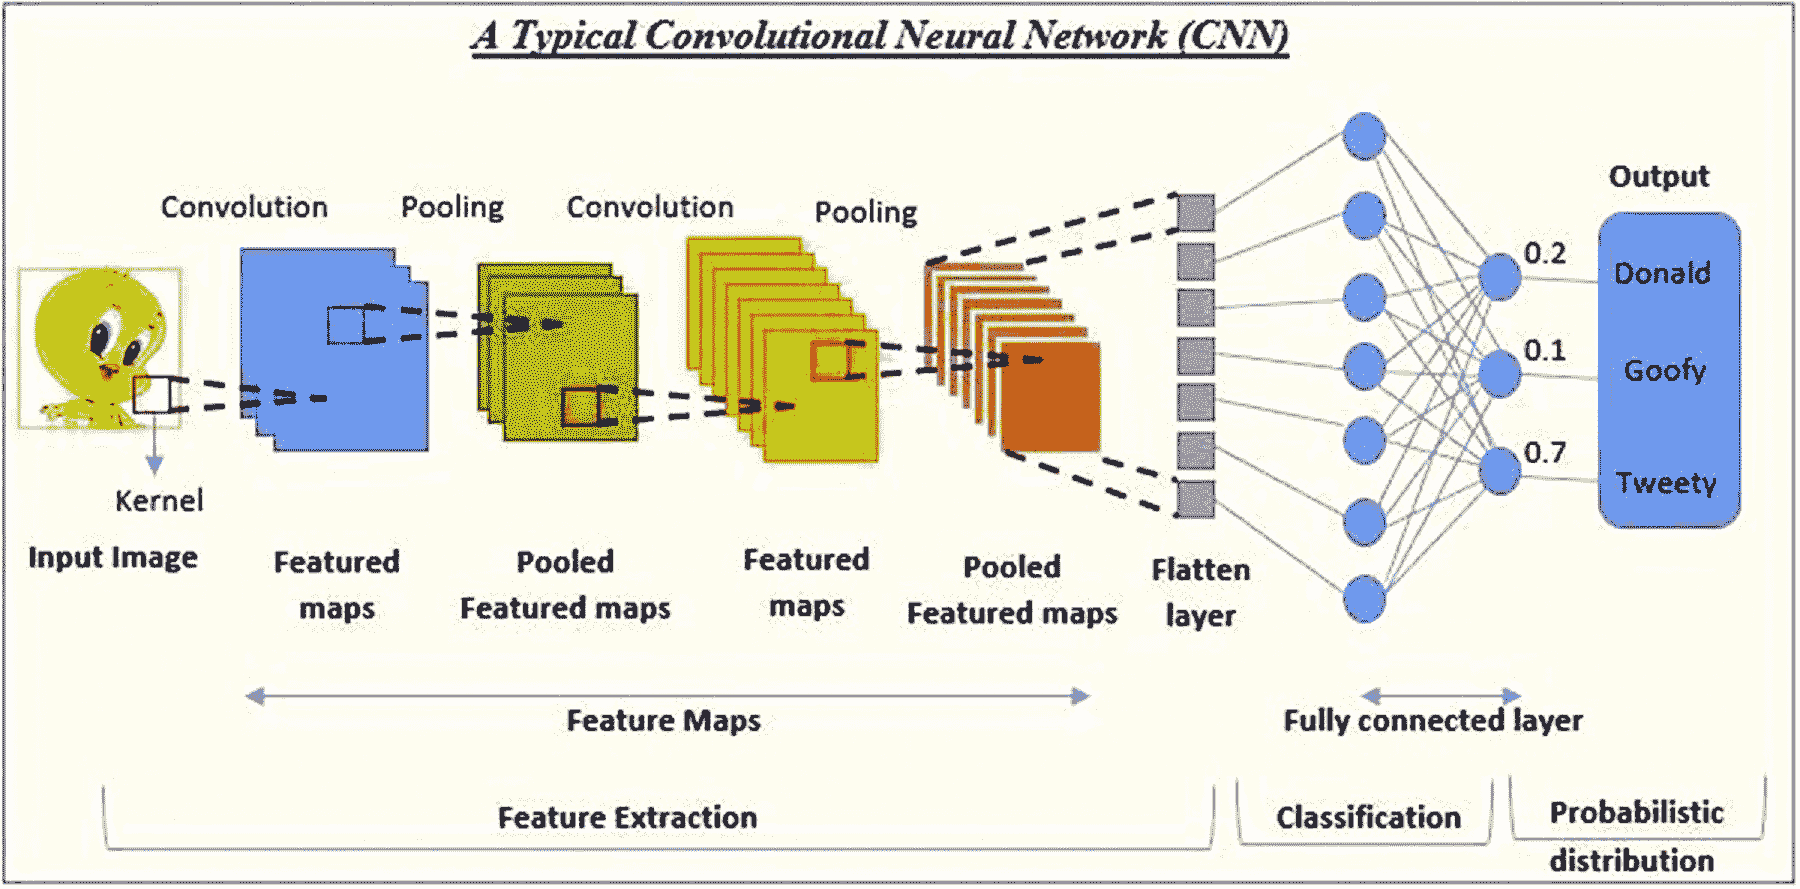 A Typical Convolutional Neural Network (CNN)
Convolution
Pooling
Convolution
Pooling
Output
0.2
Donald
0.1
Goofy
0.7
Tweety
Kernel
Input Image
Featured
maps
Pooled
Featured maps
Featured
maps
Pooled
Featured maps
Flatten
layer
Feature Maps
Fully connected layer
Feature Extraction
Classification
Probabilistic
distribution